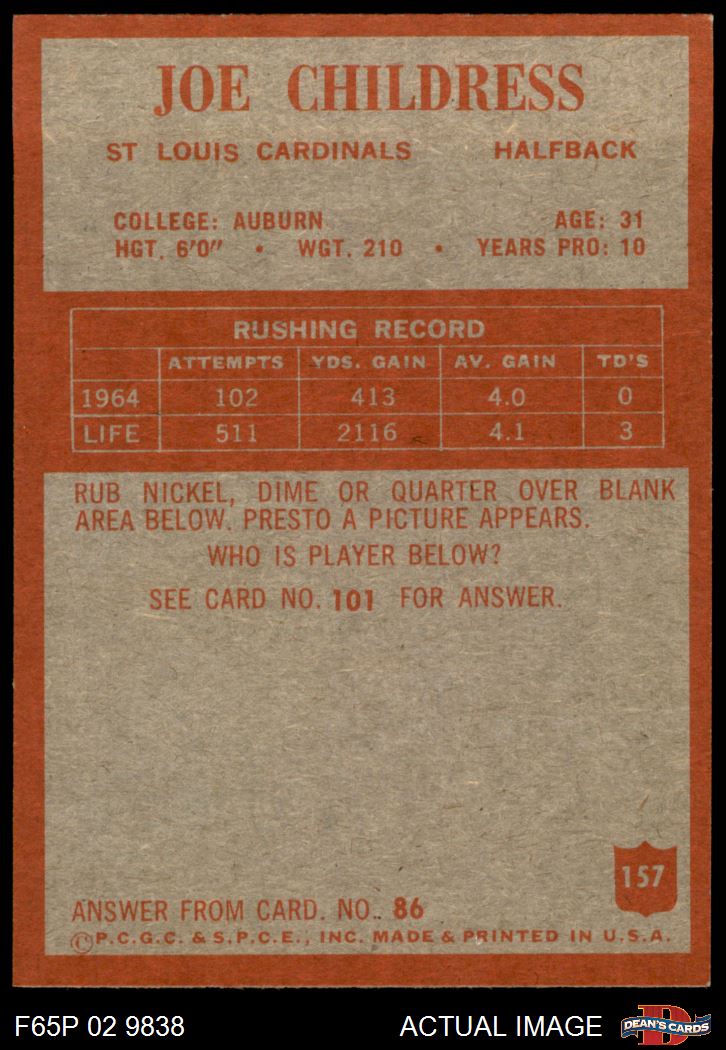 JOE CHILDRESS
ST LOUIS CARDINALS HALFBACK
COLLEGE: AUBURN AGE: 31
HGT. 6'0" • WGT. 210 • YEARS PRO: 10
RUSHING RECORD
ATTEMPTS YDS. GAIN AV. GAIN TD'S
1964 102 413 4.0 0
LIFE 511 2116 4.1 3
RUB NICKEL, DIME OR QUARTER OVER BLANK
AREA BELOW. PRESTO A PICTURE APPEARS.
WHO IS PLAYER BELOW?
SEE CARD NO. 101 FOR ANSWER.
157
ANSWER FROM CARD. NO.. 86
©P.C.G.C. & S.P.C.E., INC. MADE & PRINTED IN U.S.A.
F65P 02 9838 ACTUAL IMAGE
D
DEAN'S CARDS